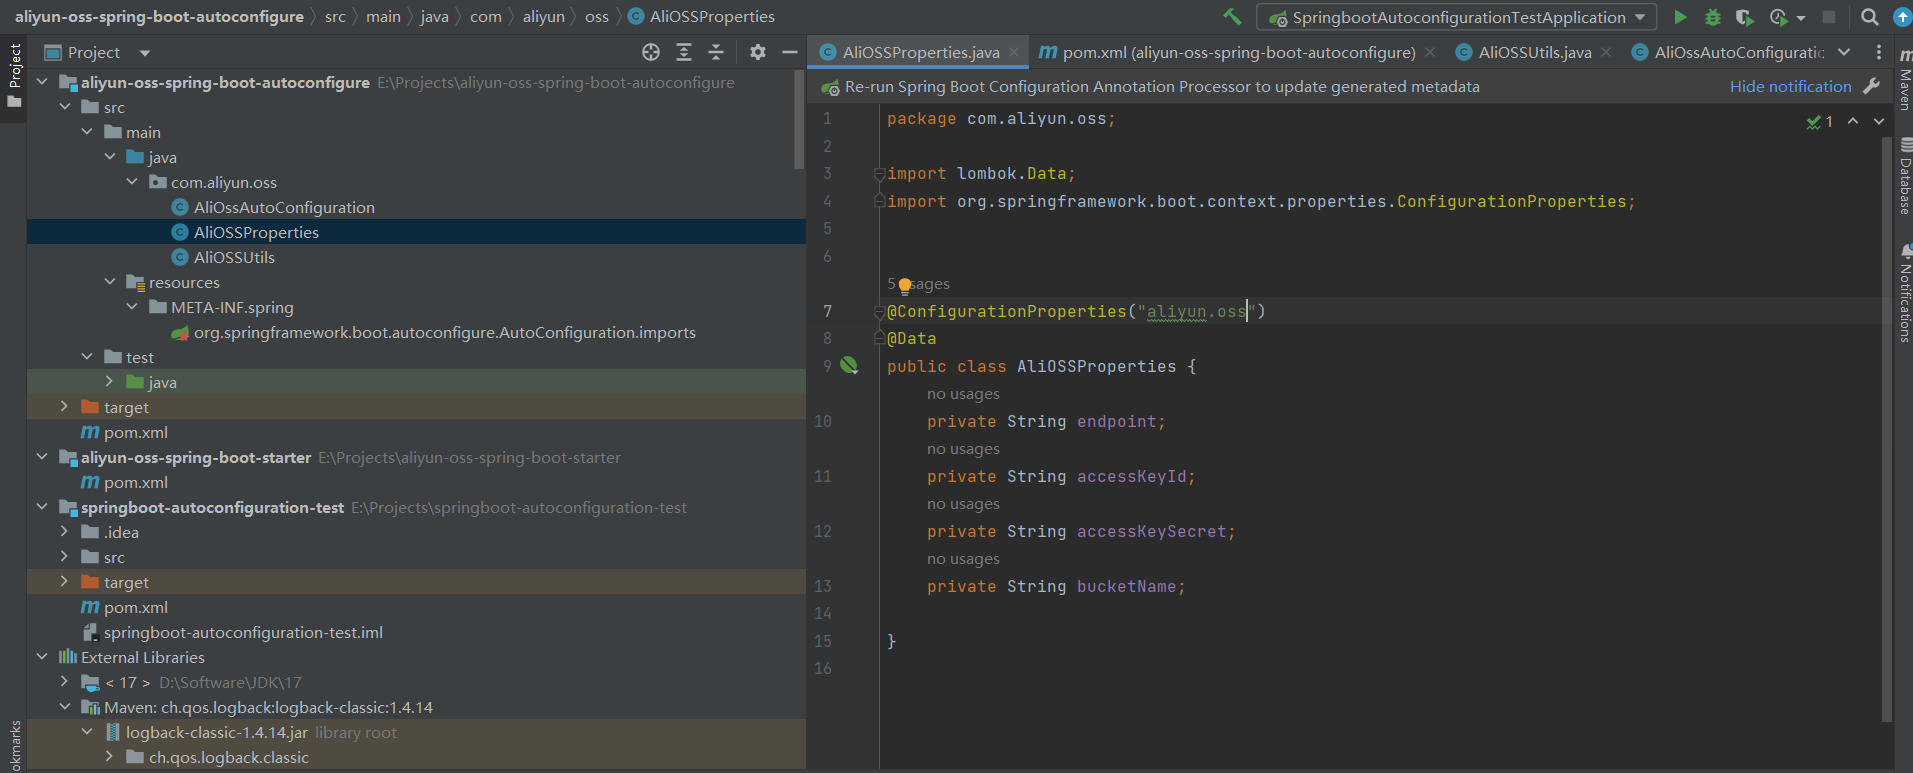 aliyun-oss-spring-boot-autoconfigure src main java com aliyun oss AliOSSProperties
SpringbootAutoconfigurationTestApplication
Project
Project
AliOSSProperties.java
pom.xml (aliyun-oss-spring-boot-autoconfigure)
AliOSSUtils.java
AliOssAutoConfiguratic
Maven
Database
Notifications
aliyun-oss-spring-boot-autoconfigure E:\Projects\aliyun-oss-spring-boot-autoconfigure
src
main
java
com.aliyun.oss
AliOssAutoConfiguration
AliOSSProperties
AliOSSUtils
resources
META-INF.spring
org.springframework.boot.autoconfigure.AutoConfiguration.imports
test
java
target
pom.xml
aliyun-oss-spring-boot-starter E:\Projects\aliyun-oss-spring-boot-starter
pom.xml
springboot-autoconfiguration-test E:\Projects\springboot-autoconfiguration-test
.idea
src
target
pom.xml
springboot-autoconfiguration-test.iml
External Libraries
< 17 > D:\Software\JDK\17
Maven: ch.qos.logback:logback-classic:1.4.14
logback-classic-1.4.14.jar library root
ch.qos.logback.classic
okmarks
Re-run Spring Boot Configuration Annotation Processor to update generated metadata
Hide notification
1
1 package com.aliyun.oss;
2
3 import lombok.Data;
4 import org.springframework.boot.context.properties.ConfigurationProperties;
5
6
5 sages
7 @ConfigurationProperties("aliyun.oss")
8 @Data
9 public class AliOSSProperties {
no usages
10 private String endpoint;
no usages
11 private String accessKeyId;
no usages
12 private String accessKeySecret;
no usages
13 private String bucketName;
14
15 }
16